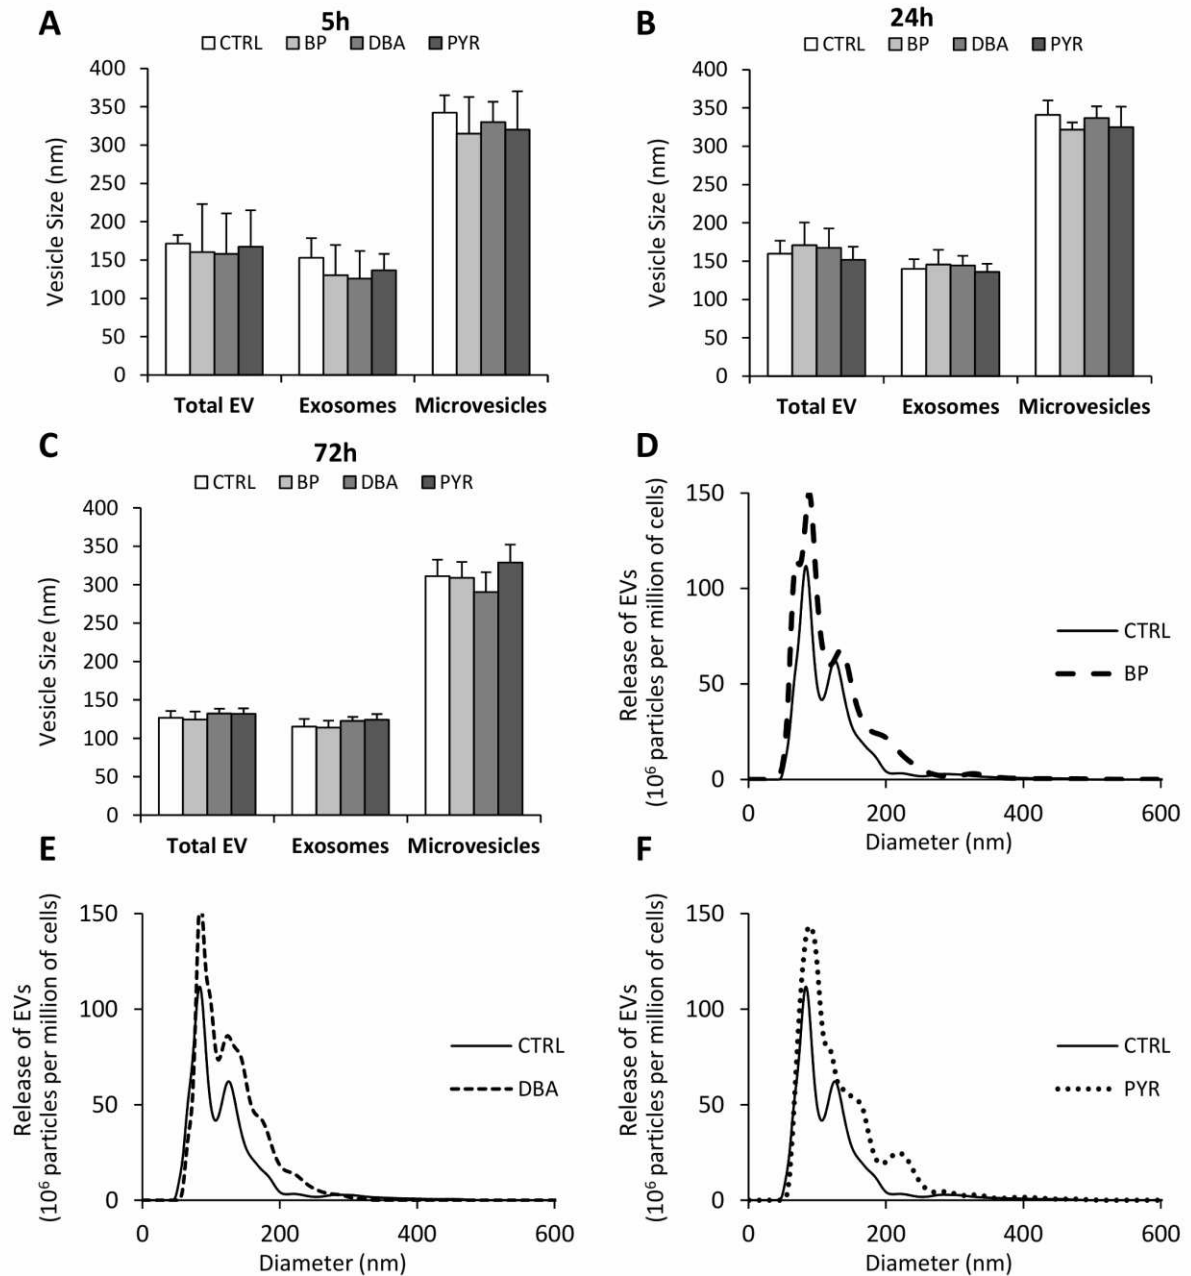 A
5h
CTRL BP DBA PYR
400
350
300
250
200
150
100
50
0
Vesicle Size (nm)
Total EV Exosomes Microvesicles
B
24h
CTRL BP DBA PYR
400
350
300
250
200
150
100
50
0
Vesicle Size (nm)
Total EV Exosomes Microvesicles
C
72h
CTRL BP DBA PYR
400
350
300
250
200
150
100
50
0
Vesicle Size (nm)
Total EV Exosomes Microvesicles
D
150
100
50
0
Release of EVs
(10⁶ particles per million of cells)
CTRL
BP
0 200 400 600
Diameter (nm)
E
150
100
50
0
Release of EVs
(10⁶ particles per million of cells)
CTRL
DBA
0 200 400 600
Diameter (nm)
F
150
100
50
0
Release of EVs
(10⁶ particles per million of cells)
CTRL
PYR
0 200 400 600
Diameter (nm)